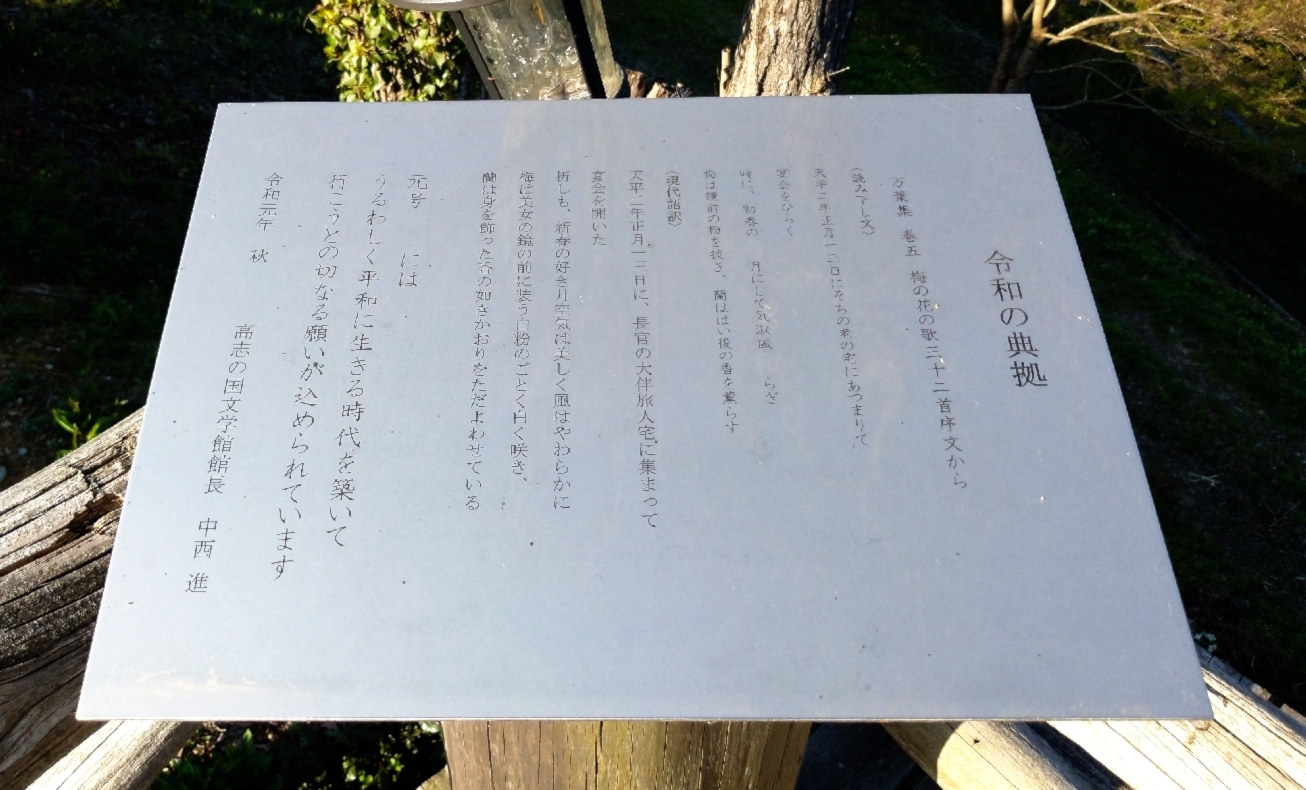 令和の典拠
万葉集 巻五 梅の花の歌三十二首序文から
〈読み下し文〉
天平二年正月十三日にそちの老の宅にあつまりて
宴会をひらく
時に、初春の 月にして気淑風 らぎ
梅は鏡前の粉を披き、蘭ははい後の香を薫らす
〈現代語訳〉
天平二年正月十三日に、長官の大伴旅人宅に集まって
宴会を開いた
折しも、新春の好き月空気は美しく風はやわらかに
梅は美女の鏡の前に装う白粉のごとく白く咲き、
蘭は身を飾った香の如きかおりをただよわせている
元号 には
うるわしく平和に生きる時代を築いて
行こうとの切なる願いが込められています
令和元年 秋
高志の国文学館館長 中西 進